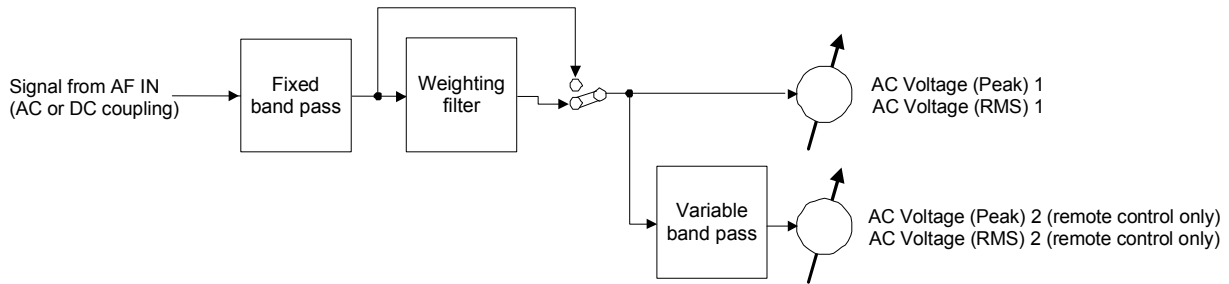 Signal from AF IN
(AC or DC coupling)
Fixed
band pass
Weighting
filter
AC Voltage (Peak) 1
AC Voltage (RMS) 1
Variable
band pass
AC Voltage (Peak) 2 (remote control only)
AC Voltage (RMS) 2 (remote control only)